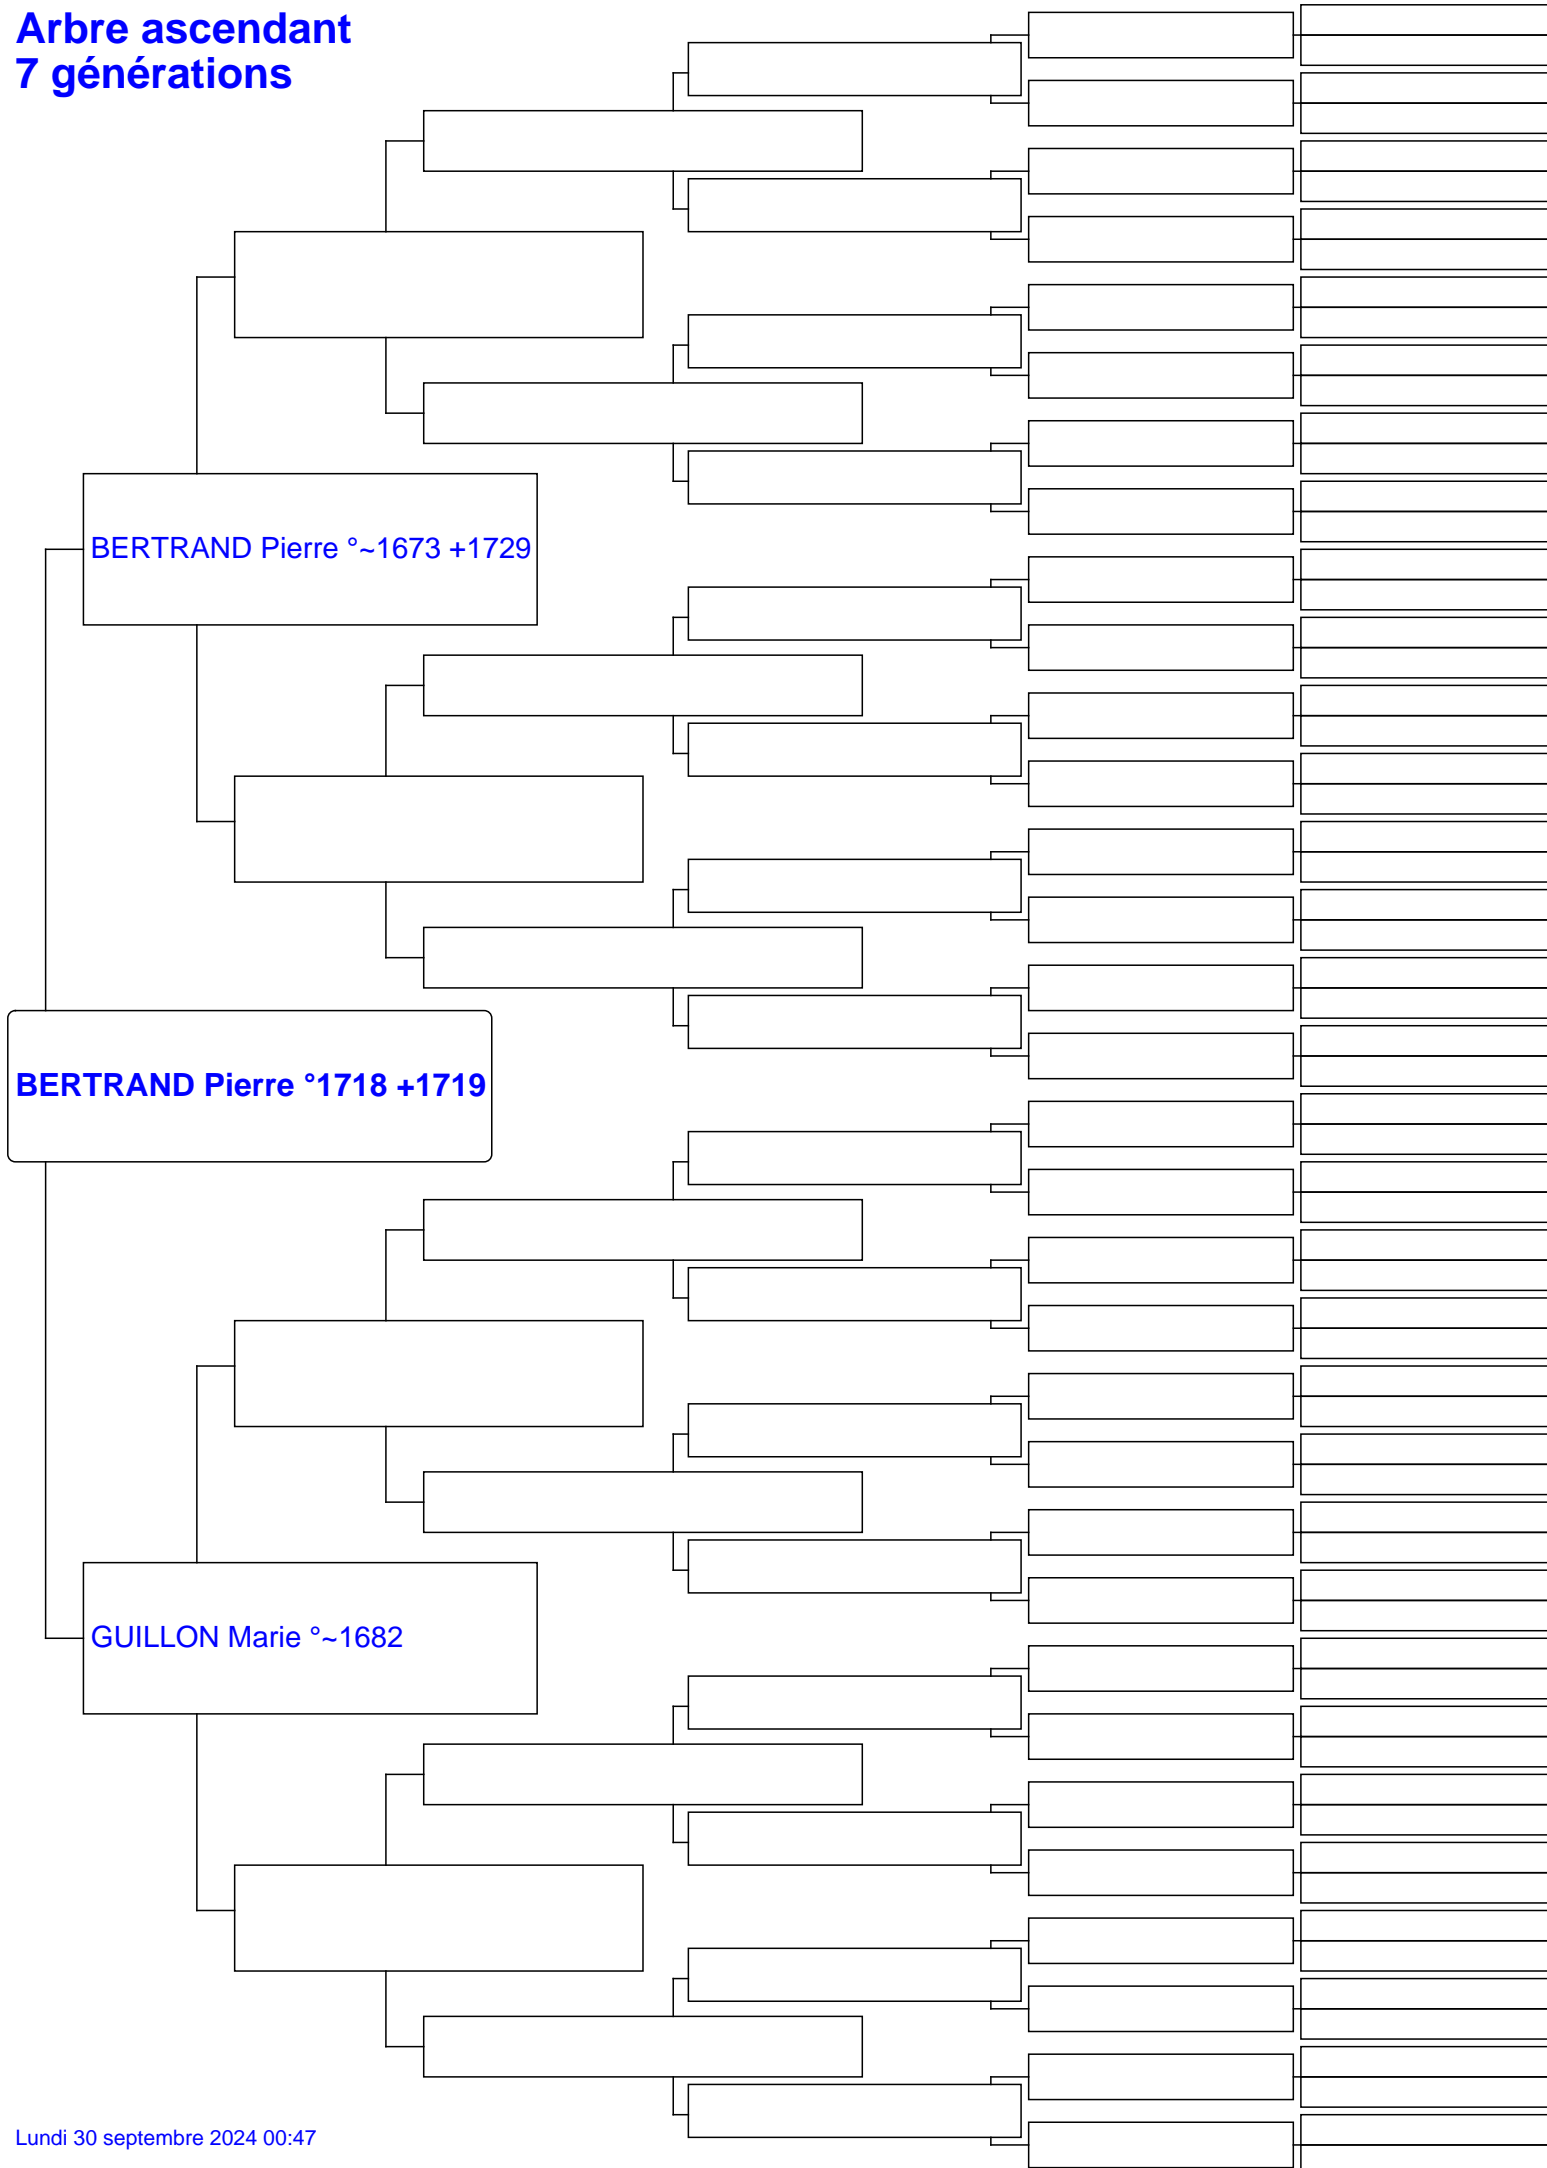 Arbre ascendant
7 générations
BERTRAND Pierre °~1673 +1729
BERTRAND Pierre °1718 +1719
GUILLON Marie °~1682
Lundi 30 septembre 2024 00:47